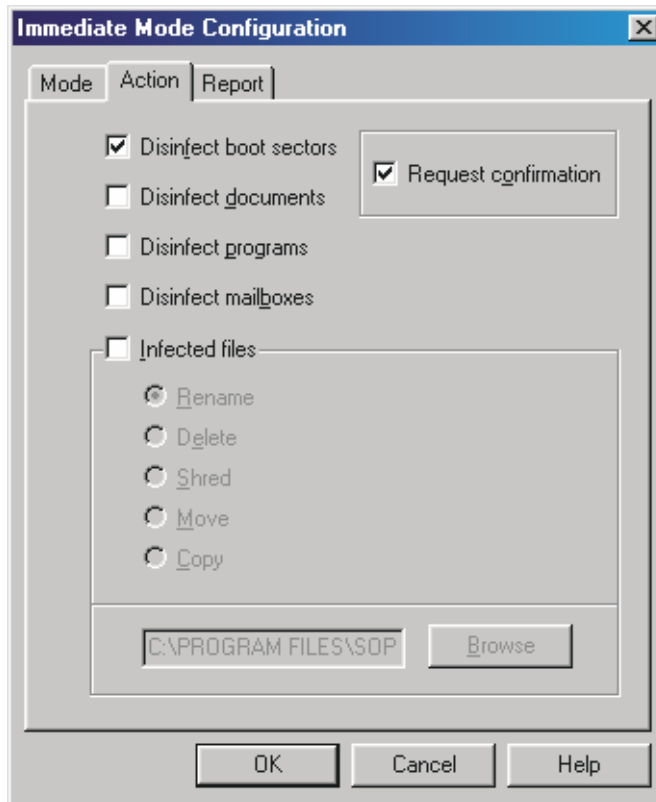 Immediate Mode Configuration
Mode Action Report
Disinfect boot sectors
Request confirmation
Disinfect documents
Disinfect programs
Disinfect mailboxes
Infected files
Rename
Delete
Shred
Move
Copy
C:\PROGRAM FILES\SOP Browse
OK Cancel Help